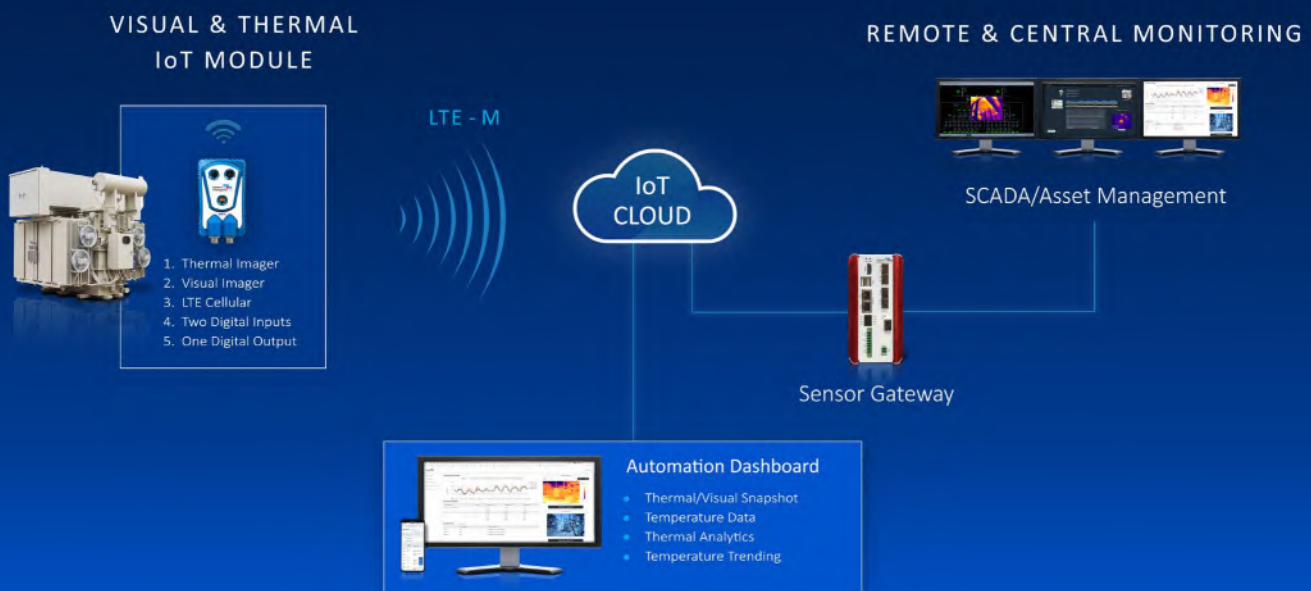 VISUAL & THERMAL
IoT MODULE
REMOTE & CENTRAL MONITORING
LTE - M
IoT
CLOUD
SCADA/Asset Management
1. Thermal Imager
2. Visual Imager
3. LTE Cellular
4. Two Digital Inputs
5. One Digital Output
Sensor Gateway
Automation Dashboard
• Thermal/Visual Snapshot
• Temperature Data
• Thermal Analytics
• Temperature Trending